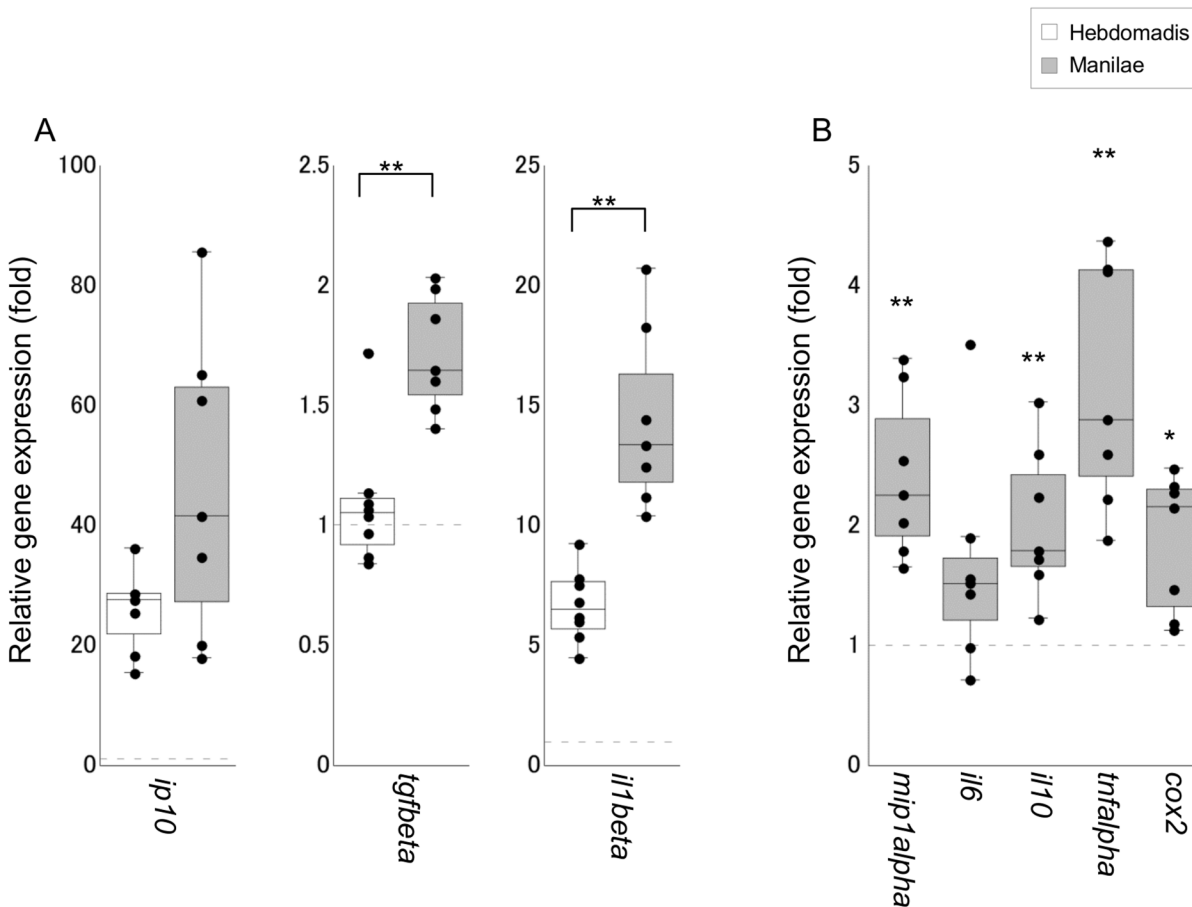 Hebdomadis
Manilae
A
B
Relative gene expression (fold)
100
80
60
40
20
0
ip10
2.5
2
1.5
1
0.5
0
**
tgfbeta
25
20
15
10
5
0
**
il1beta
Relative gene expression (fold)
5
4
3
2
1
0
**
**
**
*
mip1alpha
il6
il10
tnfalpha
cox2